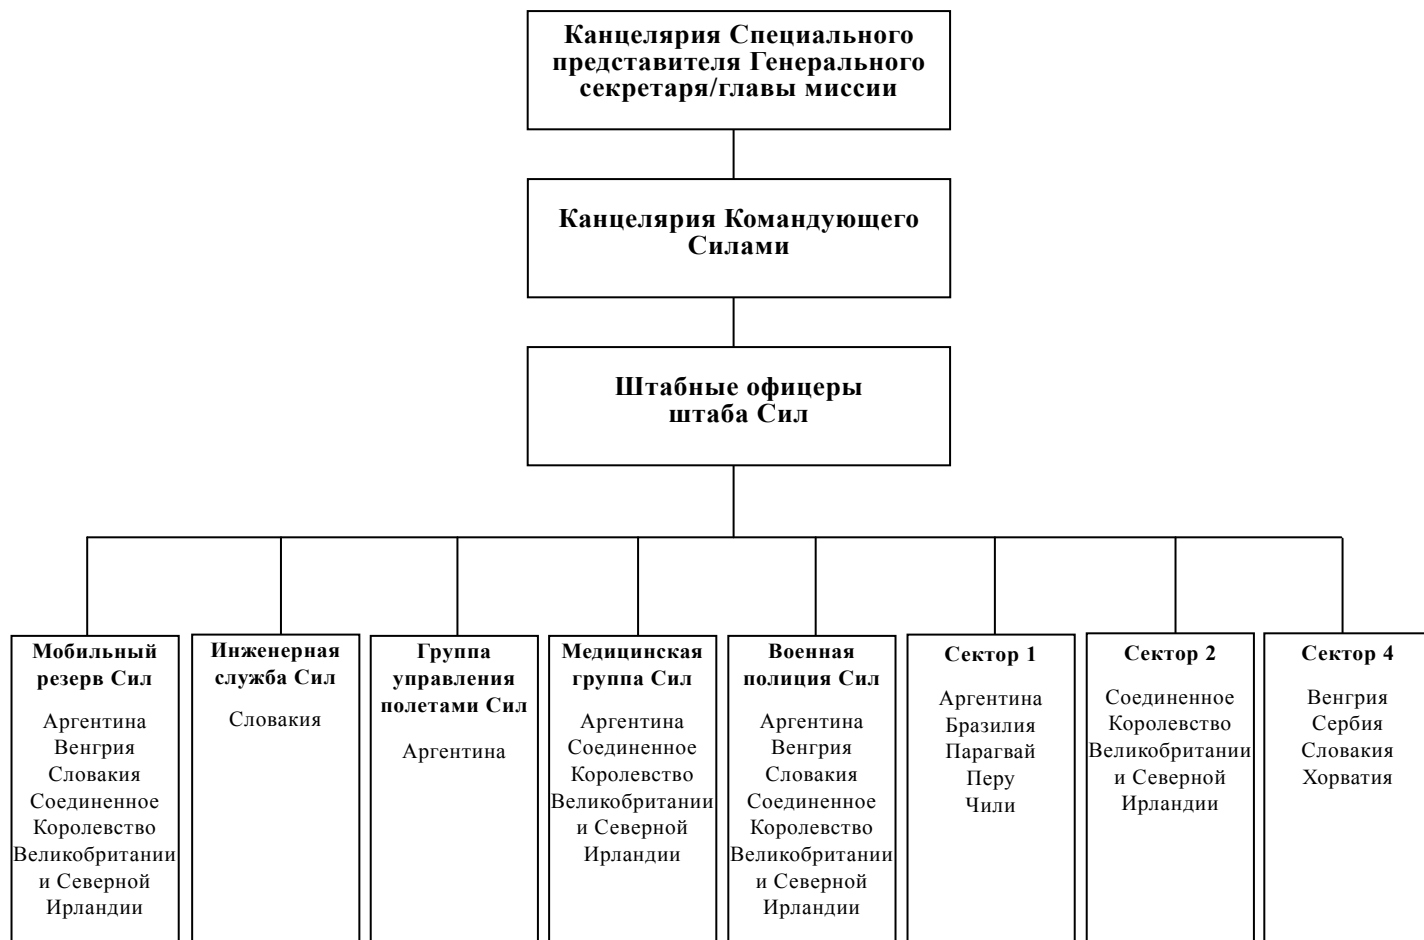 Канцелярия Специального
представителя Генерального
секретаря/главы миссии
Канцелярия Командующего
Силами
Штабные офицеры
штаба Сил
Мобильный
резерв Сил
Аргентина
Венгрия
Словакия
Соединенное
Королевство
Великобритании
и Северной
Ирландии
Инженерная
служба Сил
Словакия
Группа
управления
полетами Сил
Аргентина
Медицинская
группа Сил
Аргентина
Соединенное
Королевство
Великобритании
и Северной
Ирландии
Военная
полиция Сил
Аргентина
Венгрия
Словакия
Соединенное
Королевство
Великобритании
и Северной
Ирландии
Сектор 1
Аргентина
Бразилия
Парагвай
Перу
Чили
Сектор 2
Соединенное
Королевство
Великобритании
и Северной
Ирландии
Сектор 4
Венгрия
Сербия
Словакия
Хорватия